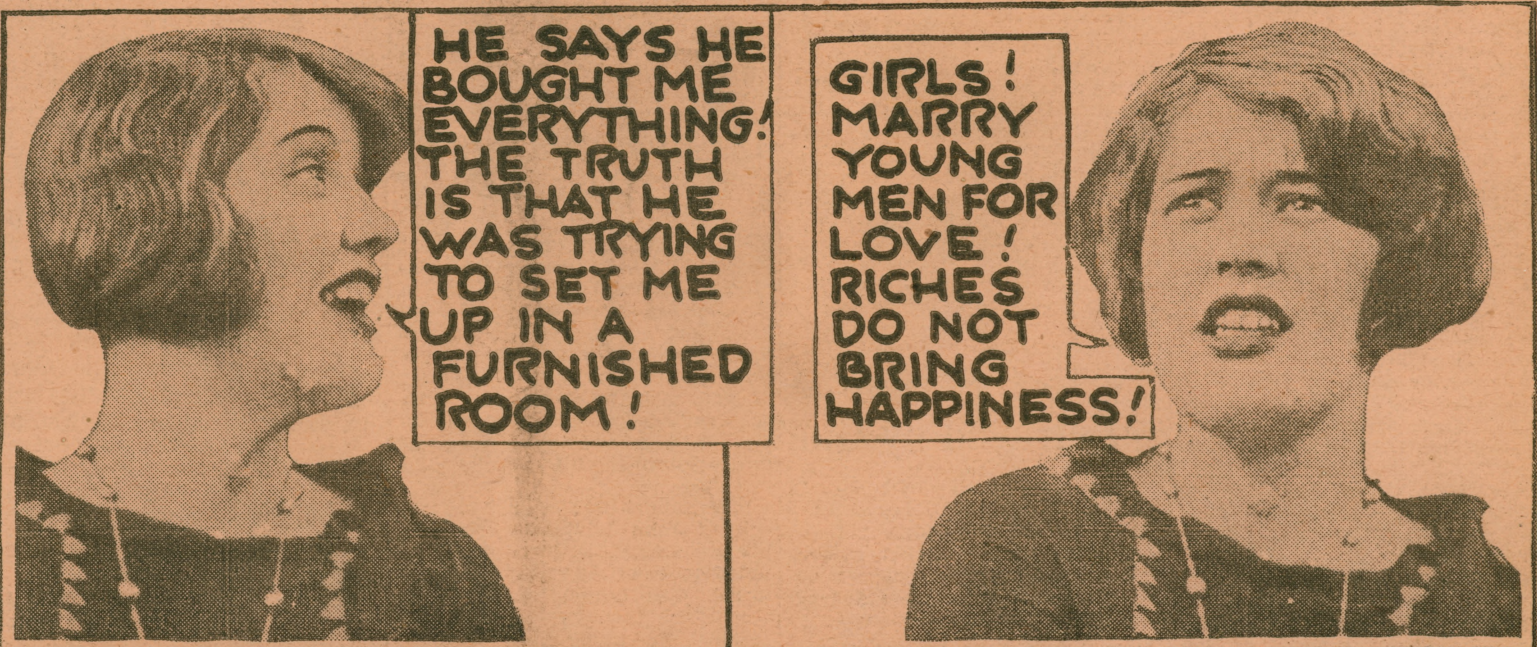 HE SAYS HE
BOUGHT ME
EVERYTHING!
THE TRUTH
IS THAT HE
WAS TRYING
TO SET ME
UP IN A
FURNISHED
ROOM!
GIRLS!
MARRY
YOUNG
MEN FOR
LOVE!
RICHES
DO NOT
BRING
HAPPINESS!